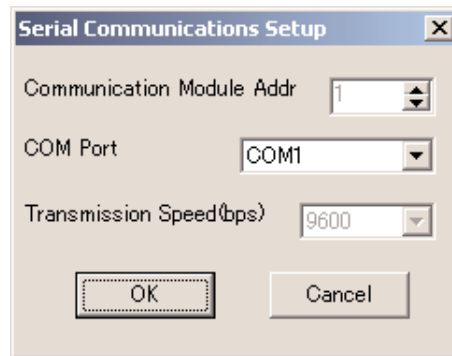 Serial Communications Setup
Communication Module Addr 1
COM Port COM1
Transmission Speed(bps) 9600
OK Cancel